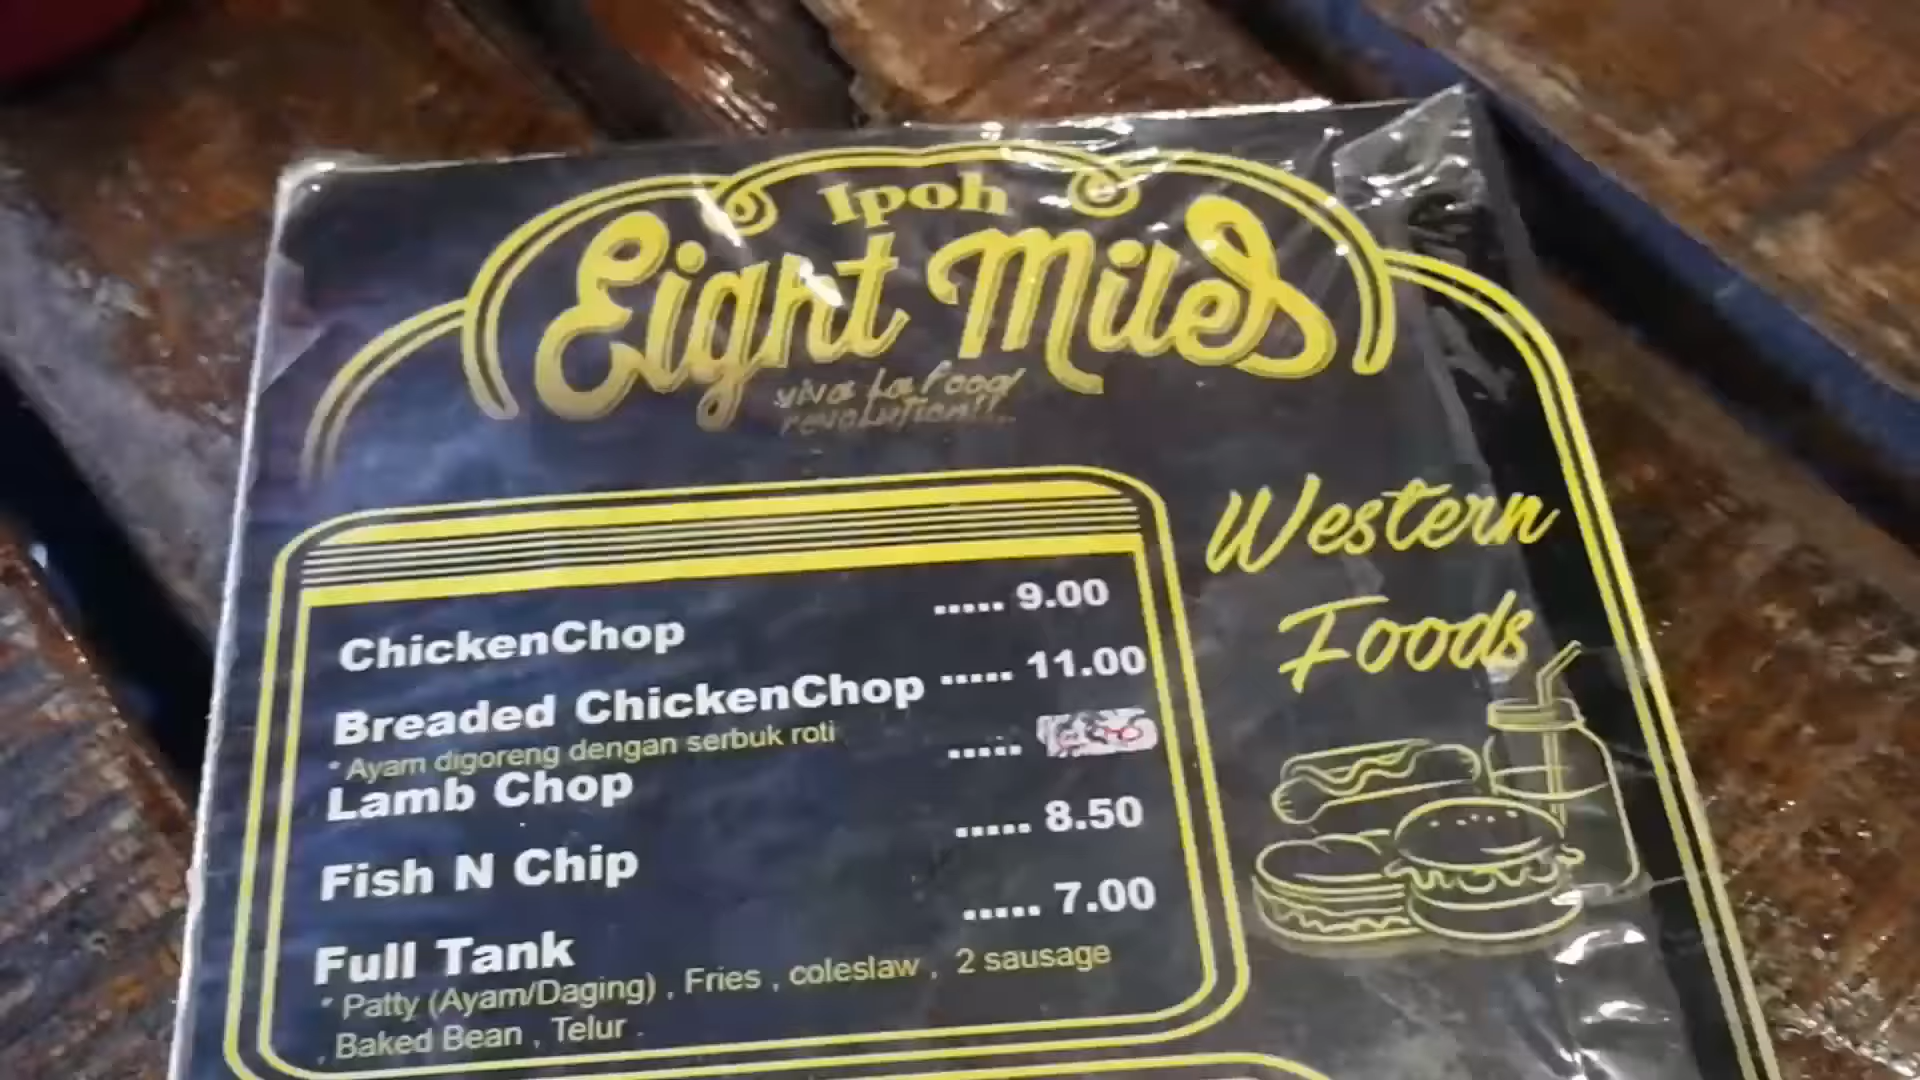 Ipoh
Eight Miles
viva la food
revolution!!...
Western
Foods
ChickenChop ..... 9.00
Breaded ChickenChop ..... 11.00
* Ayam digoreng dengan serbuk roti
Lamb Chop .....
Fish N Chip ..... 8.50
Full Tank ..... 7.00
* Patty (Ayam/Daging) , Fries , coleslaw , 2 sausage
, Baked Bean , Telur .